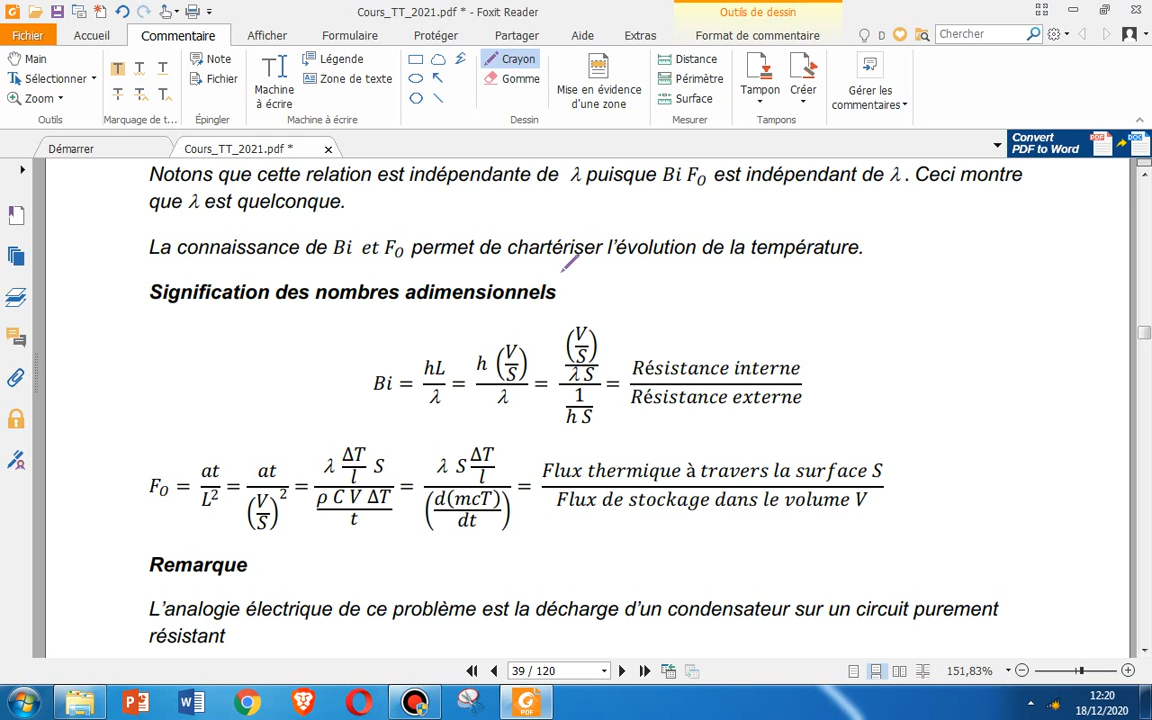 Cours_TT_2021.pdf * - Foxit Reader
Outils de dessin
Fichier Accueil Commentaire Afficher Formulaire Protéger Partager Aide Extras Format de commentaire D Chercher
Main Note Légende Crayon Distance
Sélectionner Fichier Zone de texte Gomme Périmètre
Zoom Surface
Machine à écrire
Mise en évidence d'une zone
Tampon Créer
Gérer les commentaires
Outils Marquage de t... Épingler Machine à écrire Dessin Mesurer Tampons
Démarrer Cours_TT_2021.pdf * Convert
PDF to Word
Notons que cette relation est indépendante de λ puisque Bi F_O est indépendant de λ . Ceci montre
que λ est quelconque.
La connaissance de Bi et F_O permet de chartériser l'évolution de la température.
Signification des nombres adimensionnels
Bi = hL/λ = h (V/S)/λ = ((V/S)/(λ S))/(1/(h S)) = Résistance interne/Résistance externe
F_O = at/L² = at/(V/S)² = (λ ΔT/l S)/(ρ C V ΔT/t) = (λ S ΔT/l)/(d(mcT)/dt) = Flux thermique à travers la surface S/Flux de stockage dans le volume V
Remarque
L'analogie électrique de ce problème est la décharge d'un condensateur sur un circuit purement
résistant
39 / 120 151,83%
12:20
18/12/2020